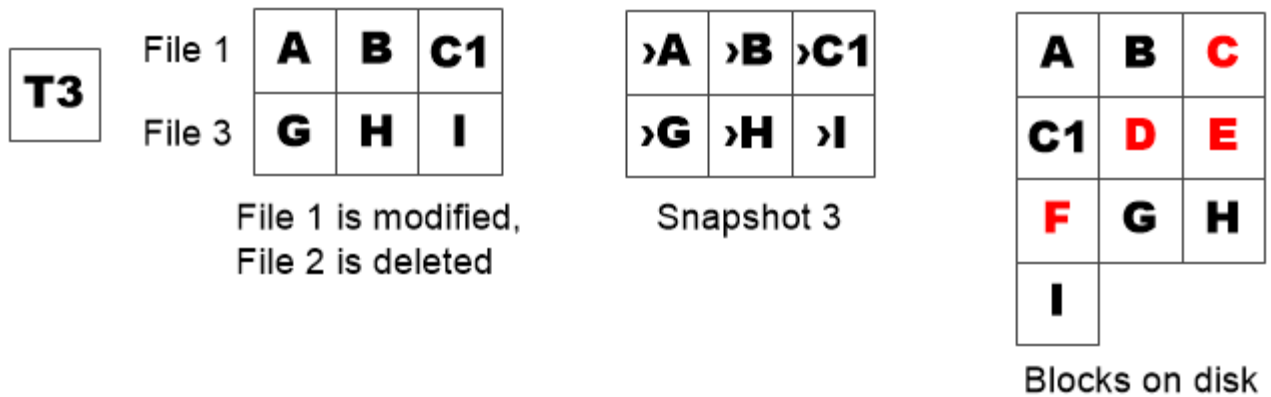 T3
File 1 A B C1
File 3 G H I
File 1 is modified,
File 2 is deleted
›A ›B ›C1
›G ›H ›I
Snapshot 3
A B C
C1 D E
F G H
I
Blocks on disk